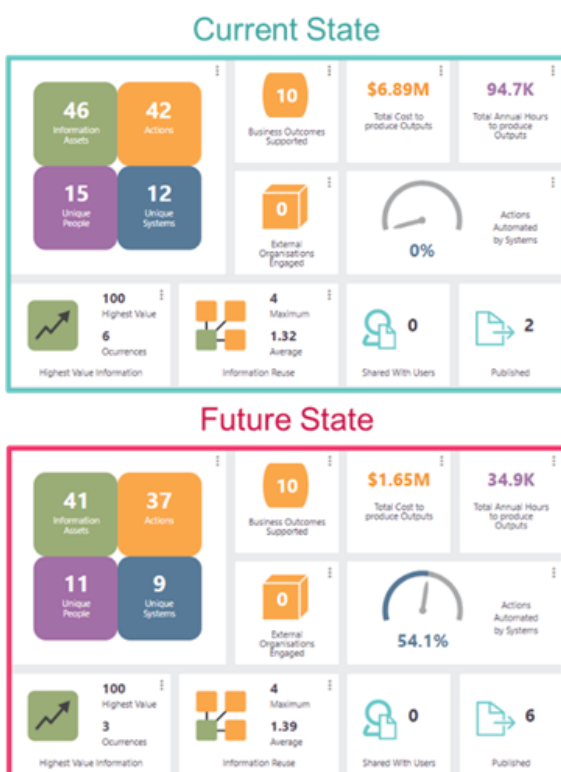 Current State
46
Information
Assets
42
Actions
15
Unique
People
12
Unique
Systems
10
Business Outcomes
Supported
$6.89M
Total Cost to
produce Outputs
94.7K
Total Annual Hours
to produce
Outputs
0
External
Organisations
Engaged
0%
Actions
Automated
by Systems
100
Highest Value
6
Ocurrences
Highest Value Information
4
Maximum
1.32
Average
Information Reuse
0
Shared With Users
2
Published
Future State
41
Information
Assets
37
Actions
11
Unique
People
9
Unique
Systems
10
Business Outcomes
Supported
$1.65M
Total Cost to
produce Outputs
34.9K
Total Annual Hours
to produce
Outputs
0
External
Organisations
Engaged
54.1%
Actions
Automated
by Systems
100
Highest Value
3
Ocurrences
Highest Value Information
4
Maximum
1.39
Average
Information Reuse
0
Shared With Users
6
Published